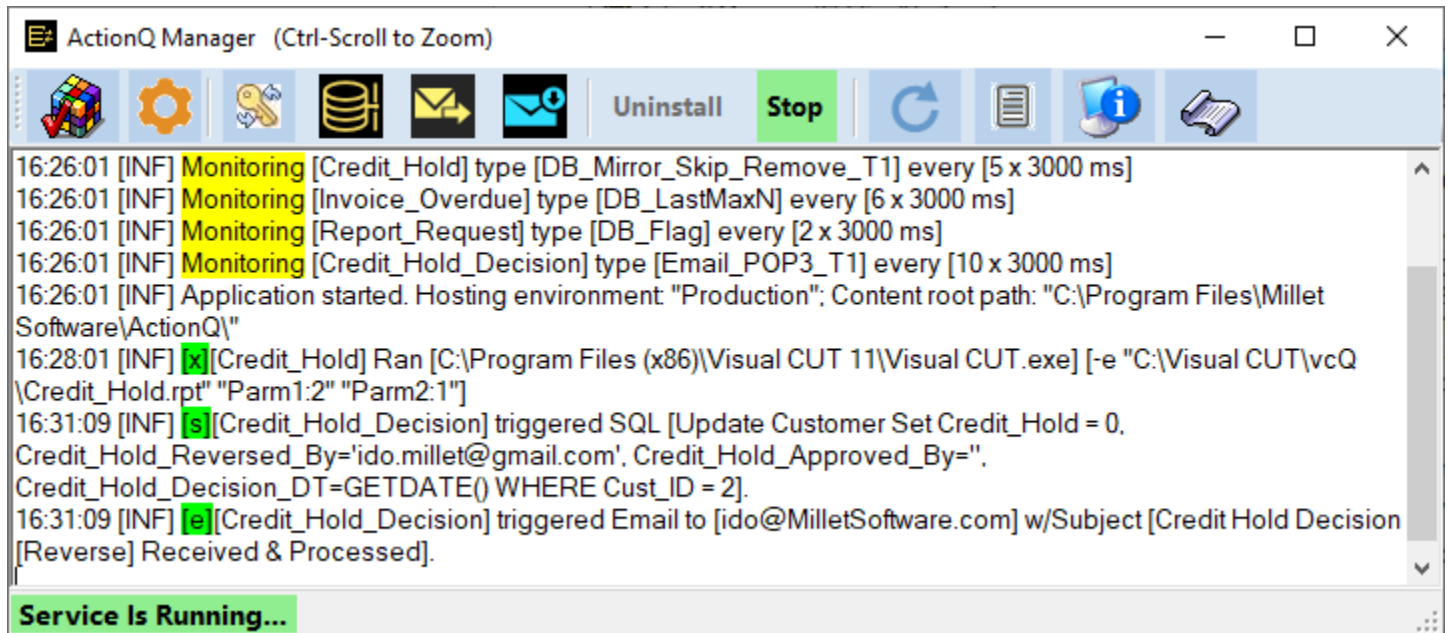 ActionQ Manager (Ctrl-Scroll to Zoom)
Uninstall Stop
16:26:01 [INF] Monitoring [Credit_Hold] type [DB_Mirror_Skip_Remove_T1] every [5 x 3000 ms]
16:26:01 [INF] Monitoring [Invoice_Overdue] type [DB_LastMaxN] every [6 x 3000 ms]
16:26:01 [INF] Monitoring [Report_Request] type [DB_Flag] every [2 x 3000 ms]
16:26:01 [INF] Monitoring [Credit_Hold_Decision] type [Email_POP3_T1] every [10 x 3000 ms]
16:26:01 [INF] Application started. Hosting environment: "Production"; Content root path: "C:\Program Files\Millet
Software\ActionQ\"
16:28:01 [INF] [x][Credit_Hold] Ran [C:\Program Files (x86)\Visual CUT 11\Visual CUT.exe] [-e "C:\Visual CUT\vcQ
\Credit_Hold.rpt" "Parm1:2" "Parm2:1"]
16:31:09 [INF] [s][Credit_Hold_Decision] triggered SQL [Update Customer Set Credit_Hold = 0,
Credit_Hold_Reversed_By='ido.millet@gmail.com', Credit_Hold_Approved_By='',
Credit_Hold_Decision_DT=GETDATE() WHERE Cust_ID = 2].
16:31:09 [INF] [e][Credit_Hold_Decision] triggered Email to [ido@MilletSoftware.com] w/Subject [Credit Hold Decision
[Reverse] Received & Processed].
Service Is Running...